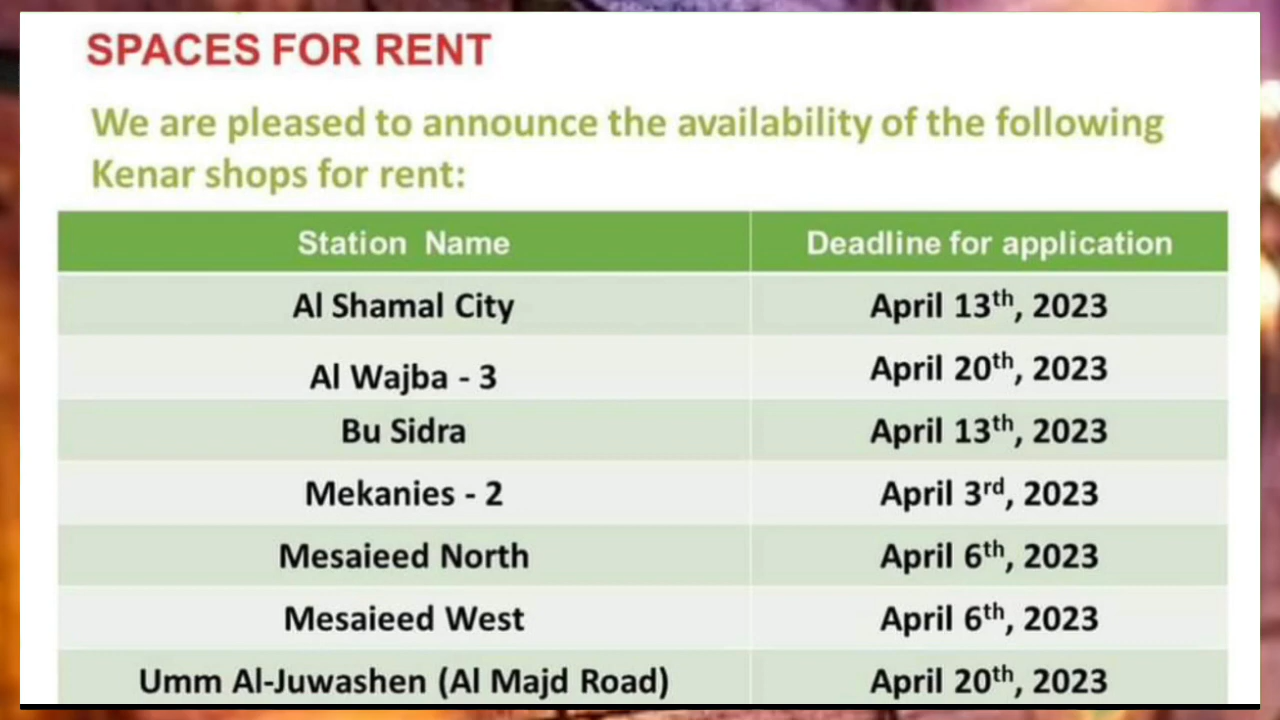 SPACES FOR RENT
We are pleased to announce the availability of the following
Kenar shops for rent:
Station Name Deadline for application
Al Shamal City April 13th, 2023
Al Wajba - 3 April 20th, 2023
Bu Sidra April 13th, 2023
Mekanies - 2 April 3rd, 2023
Mesaieed North April 6th, 2023
Mesaieed West April 6th, 2023
Umm Al-Juwashen (Al Majd Road) April 20th, 2023